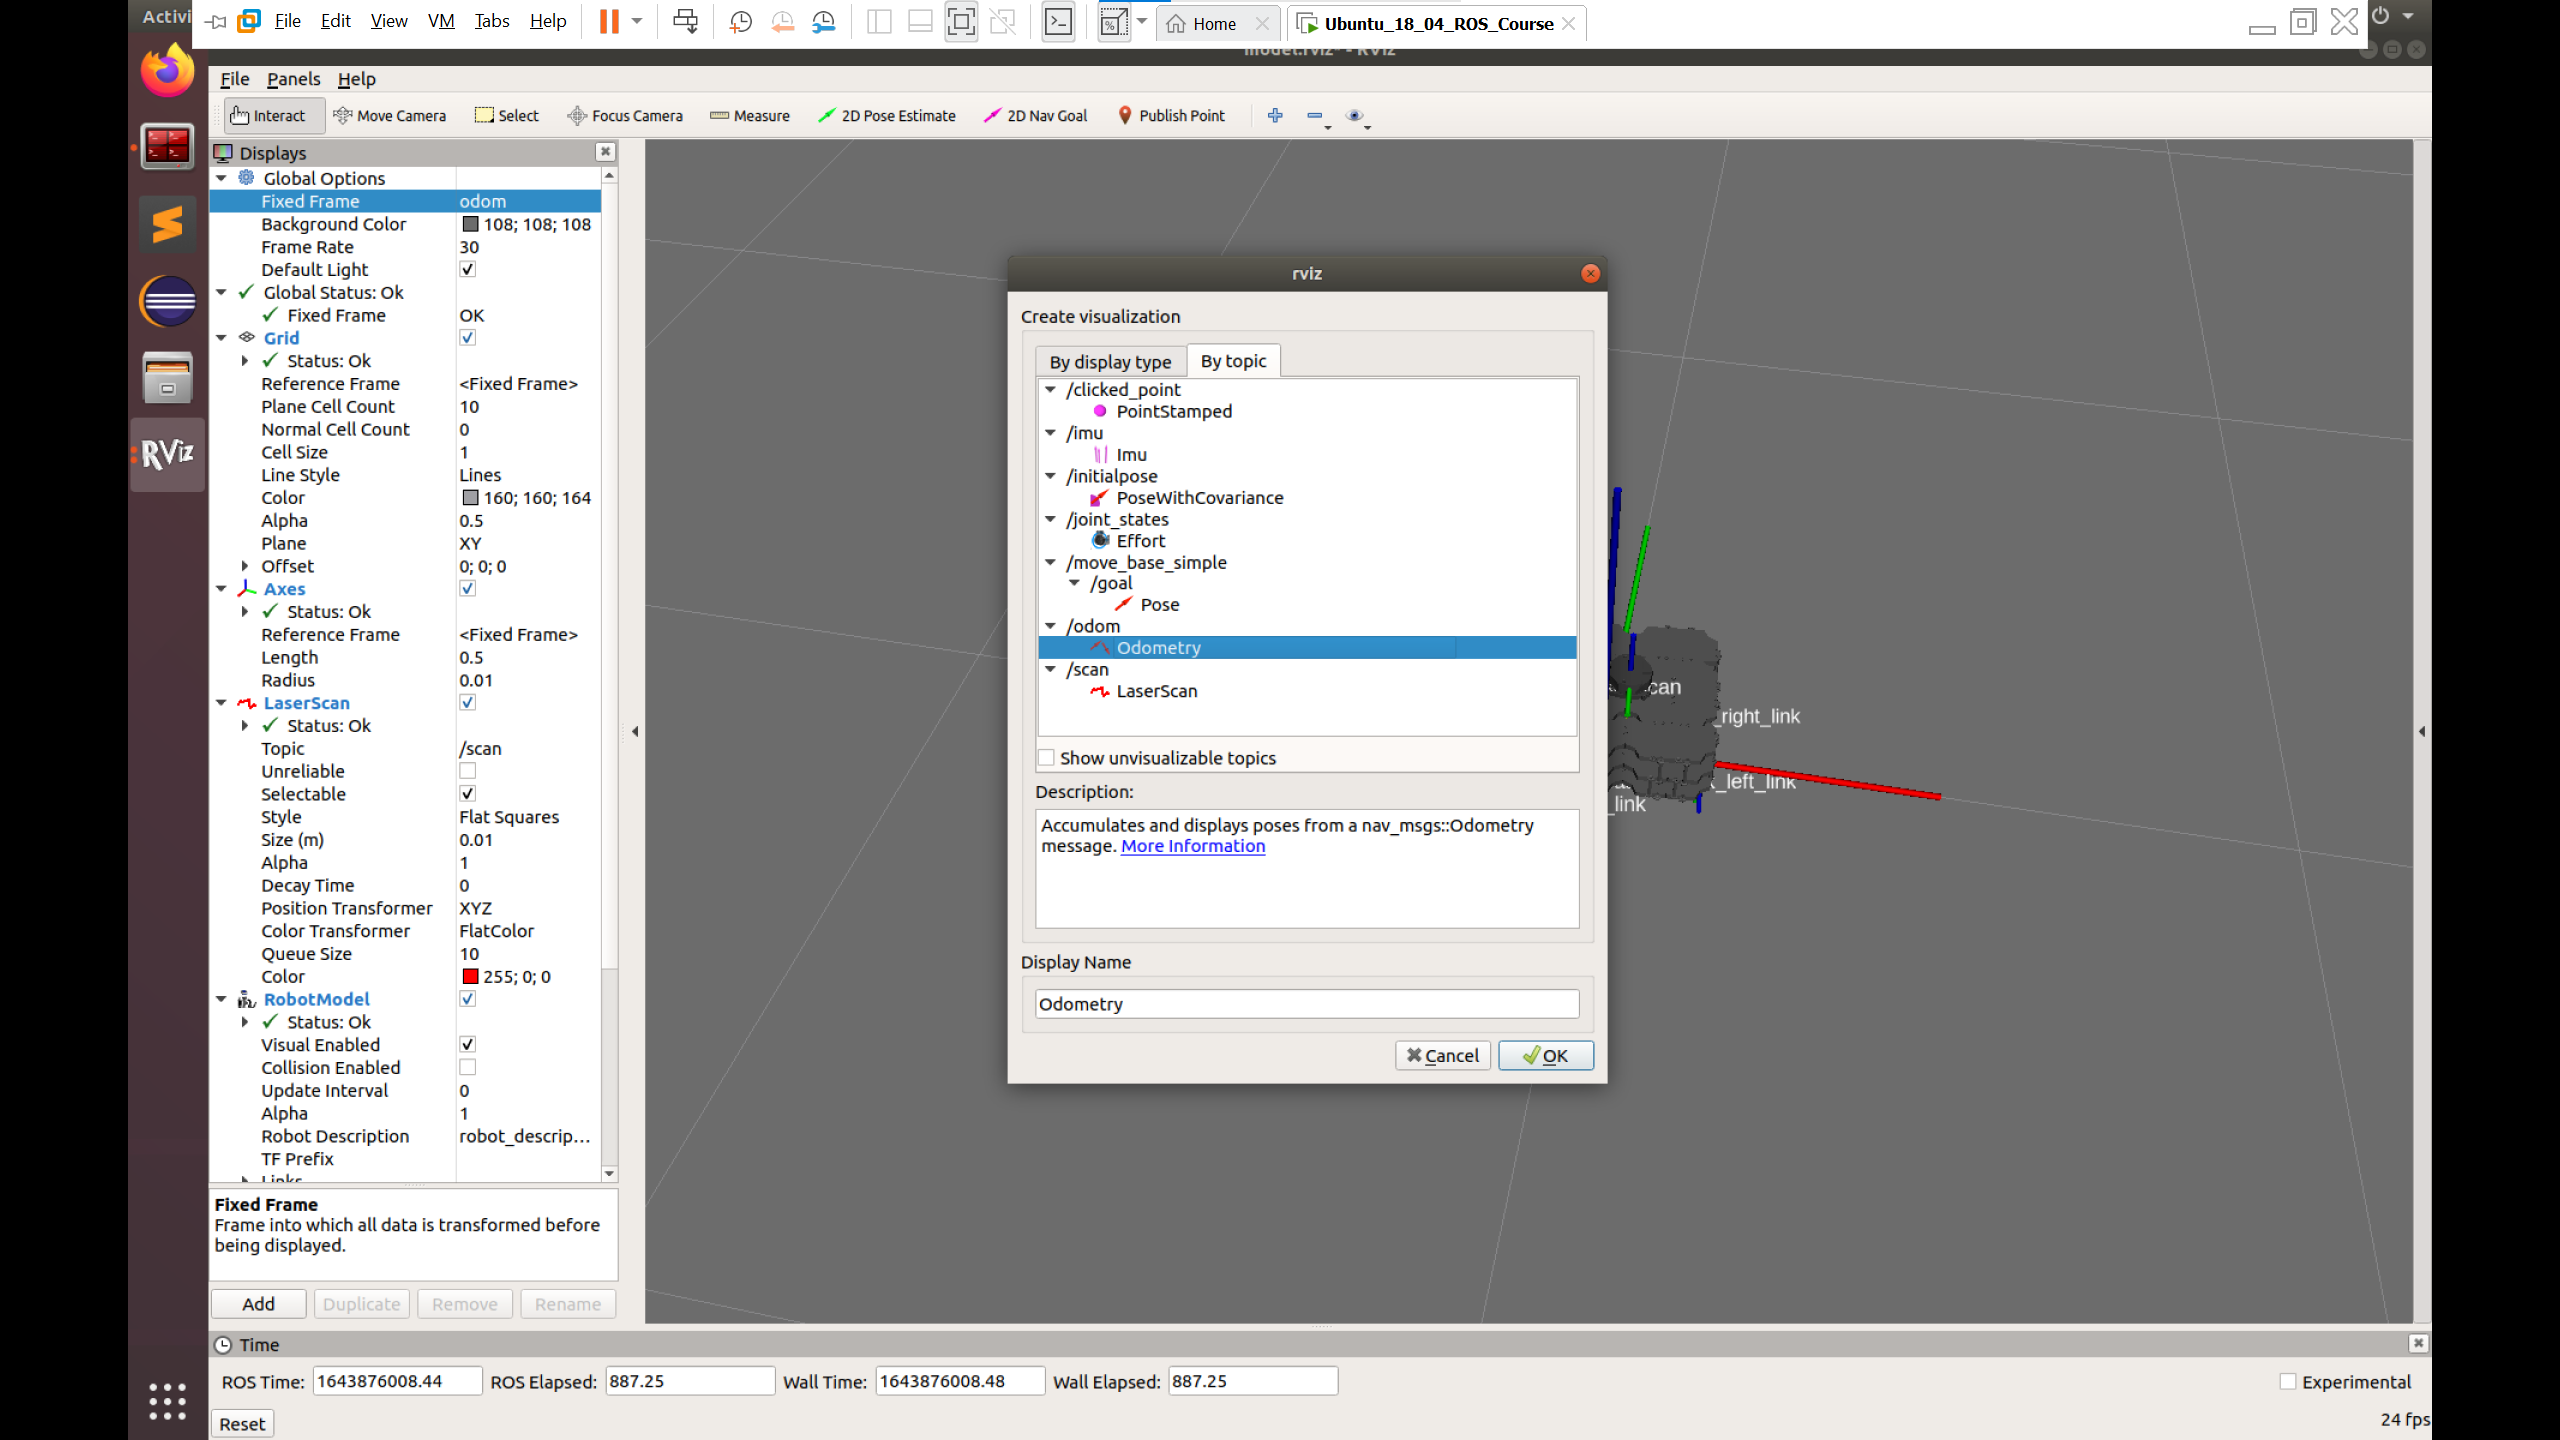 Activi
File Edit View VM Tabs Help
Home
Ubuntu_18_04_ROS_Course
model.rviz* - RViz
File Panels Help
Interact Move Camera Select Focus Camera Measure 2D Pose Estimate 2D Nav Goal Publish Point
Displays
Global Options
Fixed Frame odom
Background Color 108; 108; 108
Frame Rate 30
Default Light
Global Status: Ok
Fixed Frame OK
Grid
Status: Ok
Reference Frame <Fixed Frame>
Plane Cell Count 10
Normal Cell Count 0
Cell Size 1
Line Style Lines
Color 160; 160; 164
Alpha 0.5
Plane XY
Offset 0; 0; 0
Axes
Status: Ok
Reference Frame <Fixed Frame>
Length 0.5
Radius 0.01
LaserScan
Status: Ok
Topic /scan
Unreliable
Selectable
Style Flat Squares
Size (m) 0.01
Alpha 1
Decay Time 0
Position Transformer XYZ
Color Transformer FlatColor
Queue Size 10
Color 255; 0; 0
RobotModel
Status: Ok
Visual Enabled
Collision Enabled
Update Interval 0
Alpha 1
Robot Description robot_descrip...
TF Prefix
Links
Fixed Frame
Frame into which all data is transformed before
being displayed.
Add Duplicate Remove Rename
RViz
rviz
Create visualization
By display type By topic
/clicked_point
PointStamped
/imu
Imu
/initialpose
PoseWithCovariance
/joint_states
Effort
/move_base_simple
/goal
Pose
/odom
Odometry
/scan
LaserScan
Show unvisualizable topics
Description:
Accumulates and displays poses from a nav_msgs::Odometry
message. More Information
Display Name
Odometry
Cancel OK
can
_right_link
_left_link
_link
Time
ROS Time: 1643876008.44 ROS Elapsed: 887.25 Wall Time: 1643876008.48 Wall Elapsed: 887.25 Experimental
Reset 24 fps